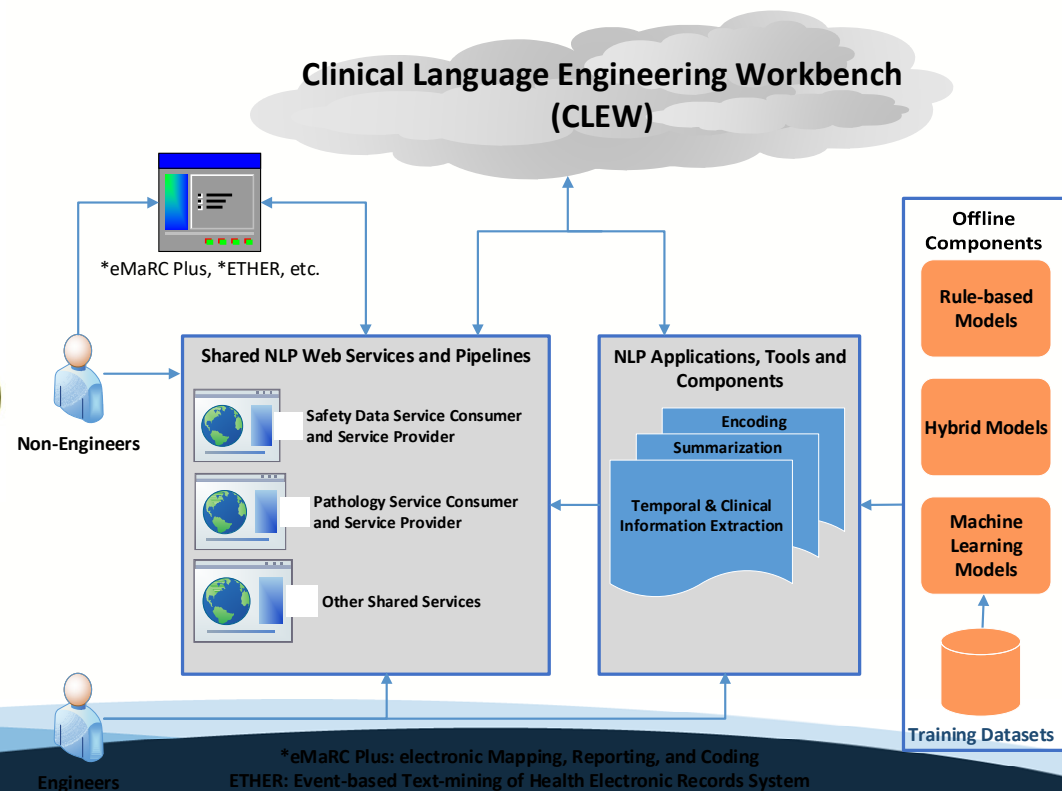 Clinical Language Engineering Workbench
(CLEW)
*eMaRC Plus, *ETHER, etc.
Non-Engineers
Shared NLP Web Services and Pipelines
Safety Data Service Consumer
and Service Provider
Pathology Service Consumer
and Service Provider
Other Shared Services
NLP Applications, Tools and
Components
Encoding
Summarization
Temporal & Clinical
Information Extraction
Offline
Components
Rule-based
Models
Hybrid Models
Machine
Learning
Models
Training Datasets
Engineers
*eMaRC Plus: electronic Mapping, Reporting, and Coding
ETHER: Event-based Text-mining of Health Electronic Records System